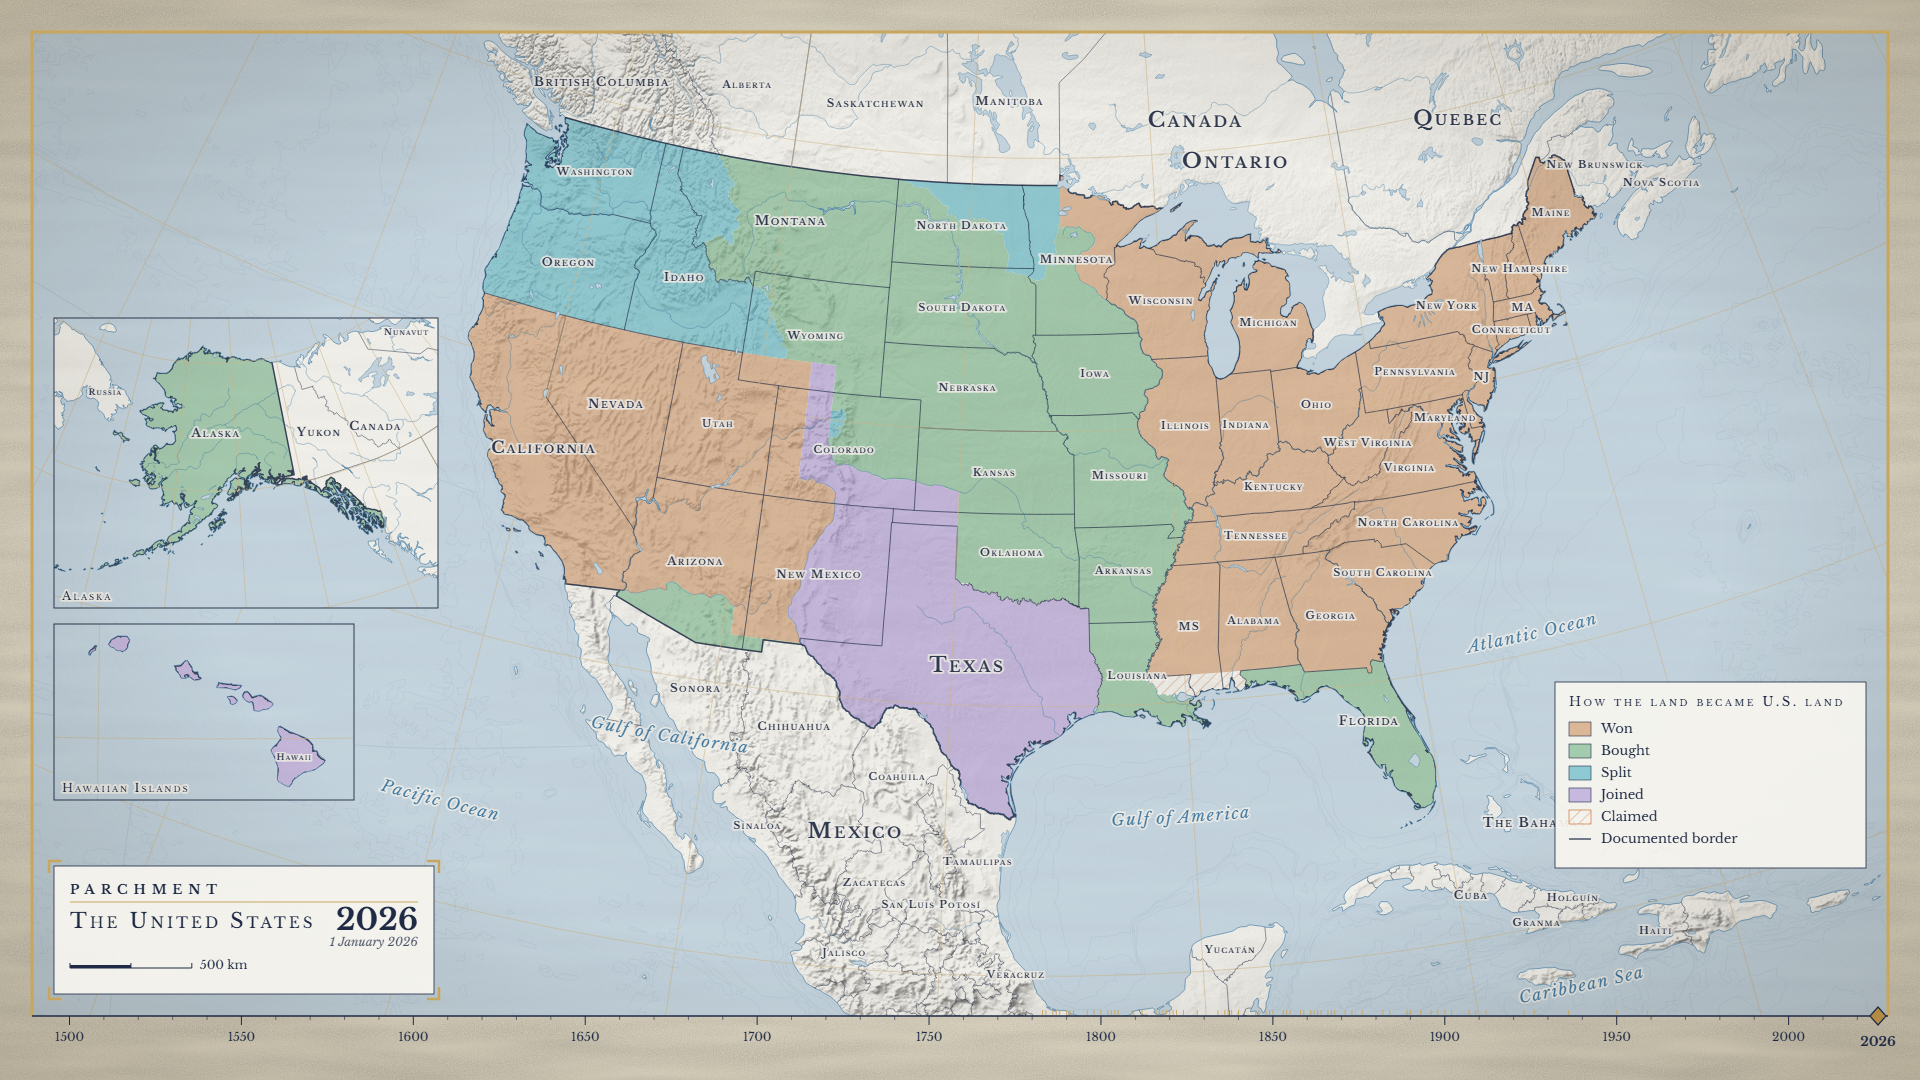 British Columbia
Alberta
Saskatchewan
Manitoba
Canada
Ontario
Quebec
New Brunswick
Nova Scotia
Washington
Montana
North Dakota
Minnesota
Maine
Oregon
Idaho
South Dakota
Wisconsin
Michigan
New York
New Hampshire
MA
Connecticut
Wyoming
Nebraska
Iowa
Pennsylvania
NJ
Nevada
Utah
Colorado
Kansas
Missouri
Illinois
Indiana
Ohio
Maryland
West Virginia
Virginia
California
Kentucky
Tennessee
North Carolina
Arizona
New Mexico
Oklahoma
Arkansas
South Carolina
MS
Alabama
Georgia
Texas
Louisiana
Florida
Atlantic Ocean
Nunavut
Russia
Alaska
Yukon
Canada
Alaska
Hawaii
Hawaiian Islands
Pacific Ocean
Gulf of California
Sonora
Chihuahua
Coahuila
Sinaloa
Mexico
Tamaulipas
Zacatecas
San Luis Potosí
Jalisco
Veracruz
Yucatán
Gulf of America
The Baha
Cuba
Holguín
Granma
Haiti
Caribbean Sea
How the land became U.S. land
Won
Bought
Split
Joined
Claimed
Documented border
PARCHMENT
The United States 2026
1 January 2026
500 km
1500 1550 1600 1650 1700 1750 1800 1850 1900 1950 2000 2026